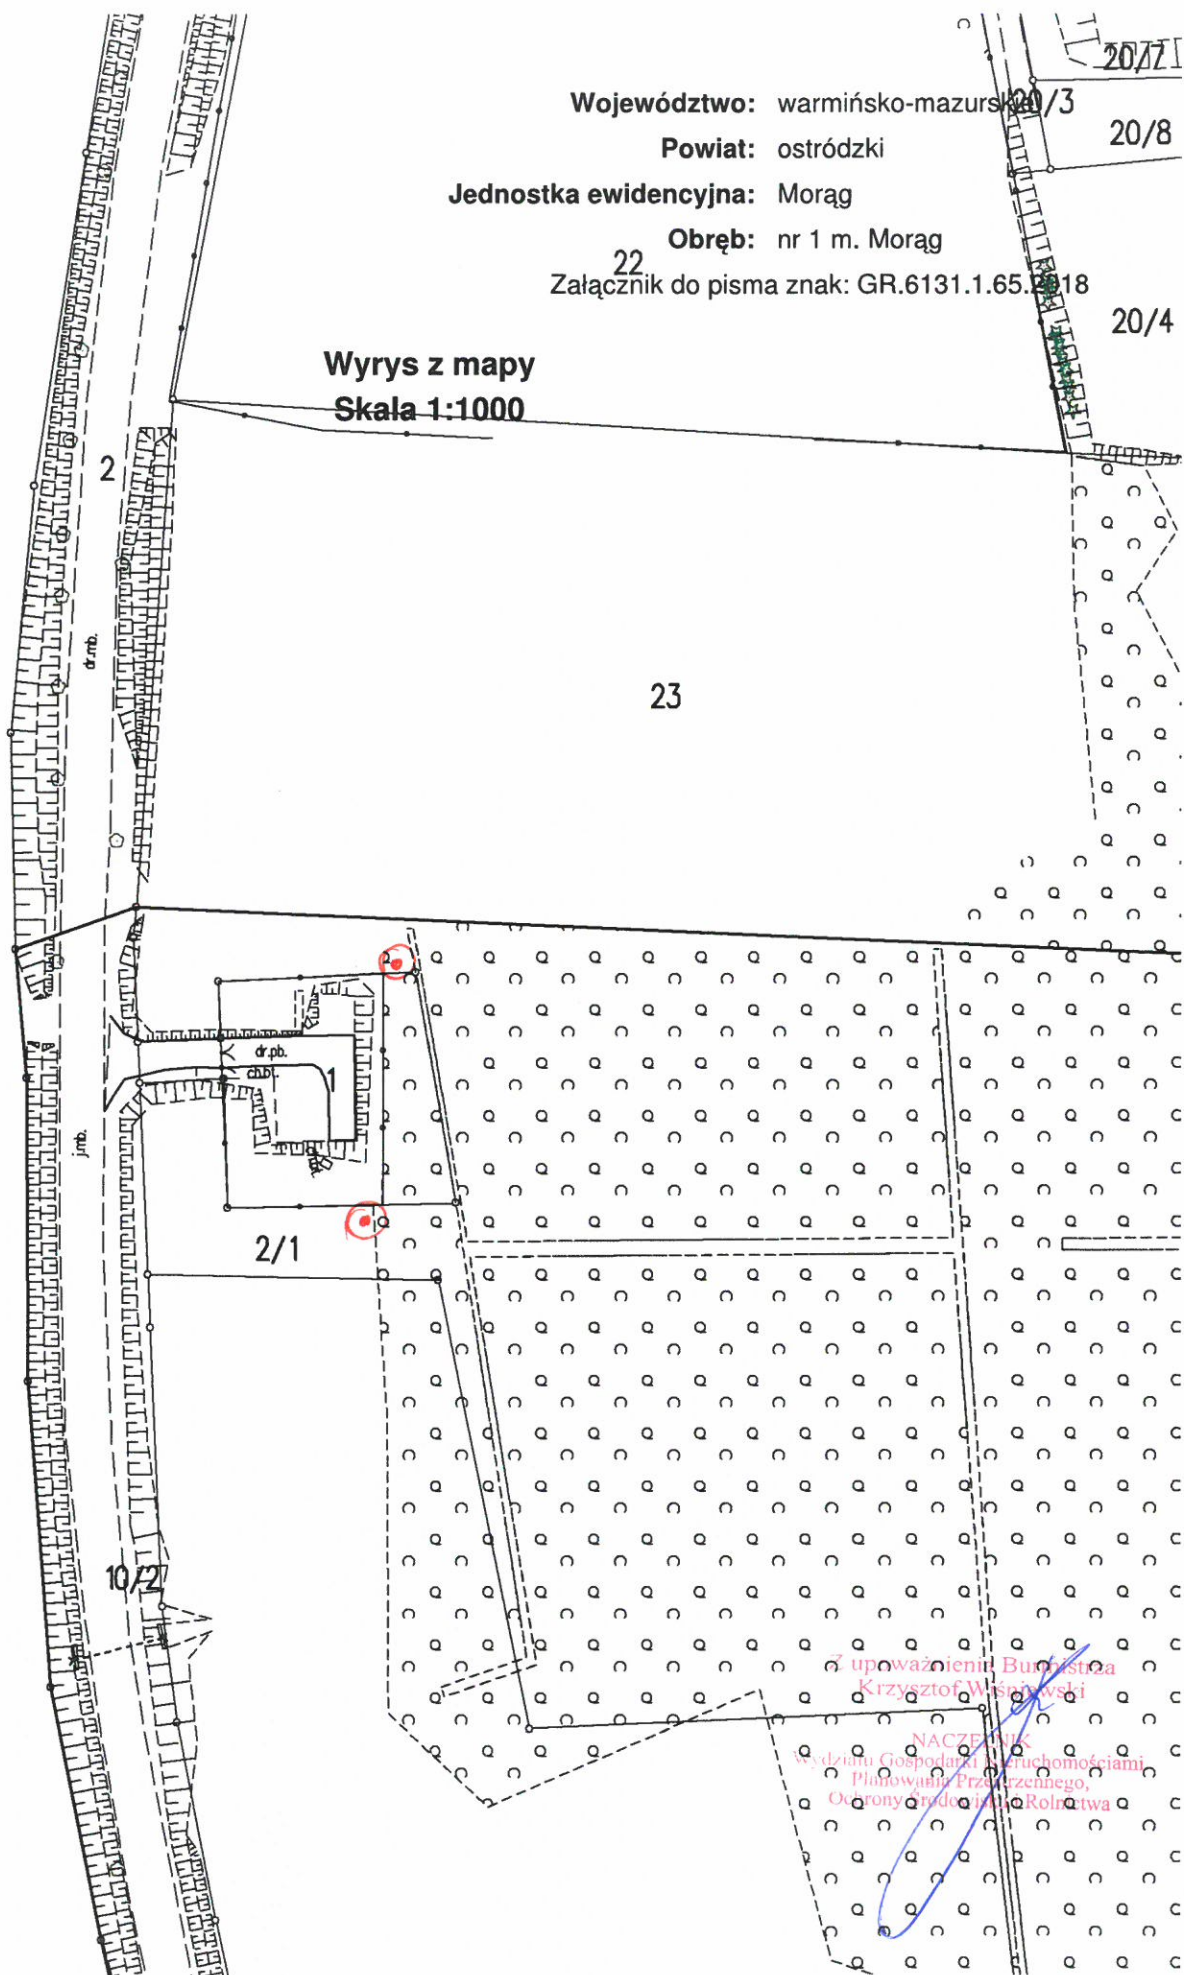 20/7
Województwo: warmińsko-mazurskie
20/3
20/8
Powiat: ostródzki
Jednostka ewidencyjna: Morąg
Obręb: nr 1 m. Morąg
22
Załącznik do pisma znak: GR.6131.1.65.2018
20/4
Wyrys z mapy
Skala 1:1000
2
dr.mb.
23
dr.pb.
ch.bt.
1
j.mb.
2/1
10/2
Z upoważnienia Burmistrza
Krzysztof Wiśniewski
NACZELNIK
Wydziału Gospodarki Nieruchomościami
Planowania Przestrzennego,
Ochrony Środowiska i Rolnictwa